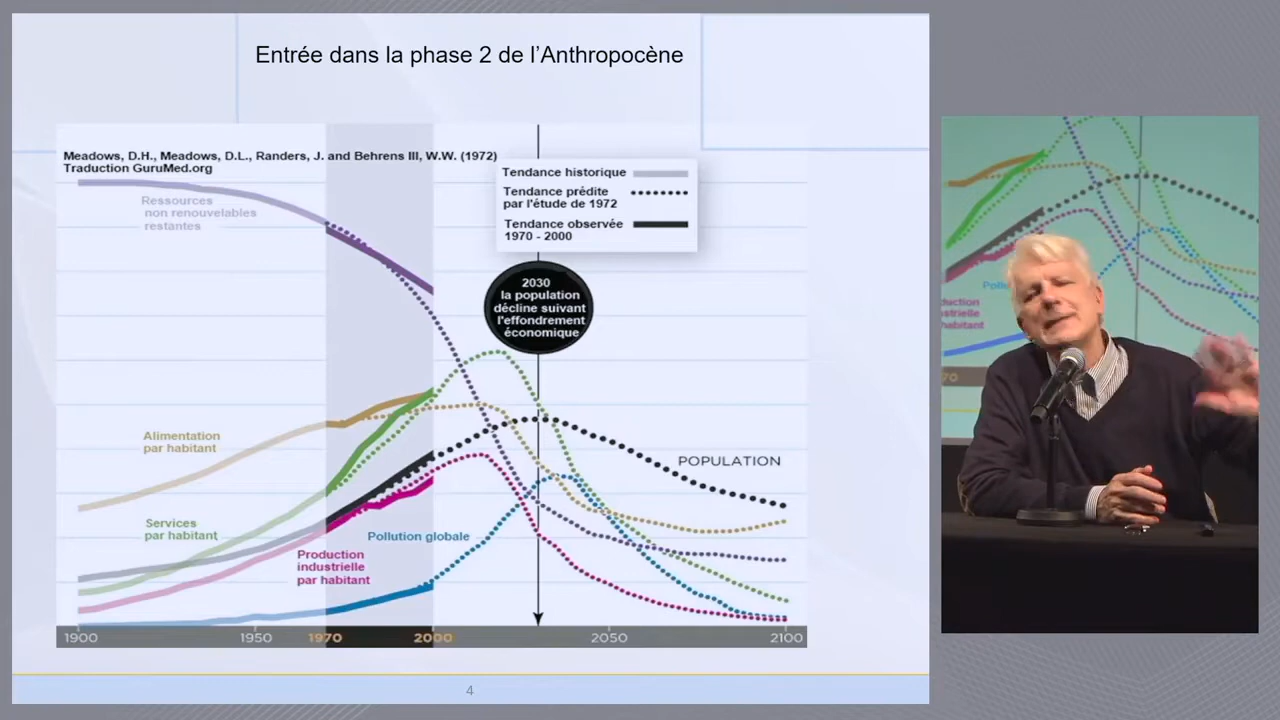 Entrée dans la phase 2 de l’Anthropocène
Meadows, D.H., Meadows, D.L., Randers, J. and Behrens III, W.W. (1972)
Traduction GuruMed.org
Tendance historique
Tendance prédite
par l'étude de 1972
Tendance observée
1970 - 2000
Ressources
non renouvelables
restantes
2030
la population
décline suivant
l'effondrement
économique
Alimentation
par habitant
POPULATION
Services
par habitant
Pollution globale
Production
industrielle
par habitant
1900
1950
1970
2000
2050
2100
4